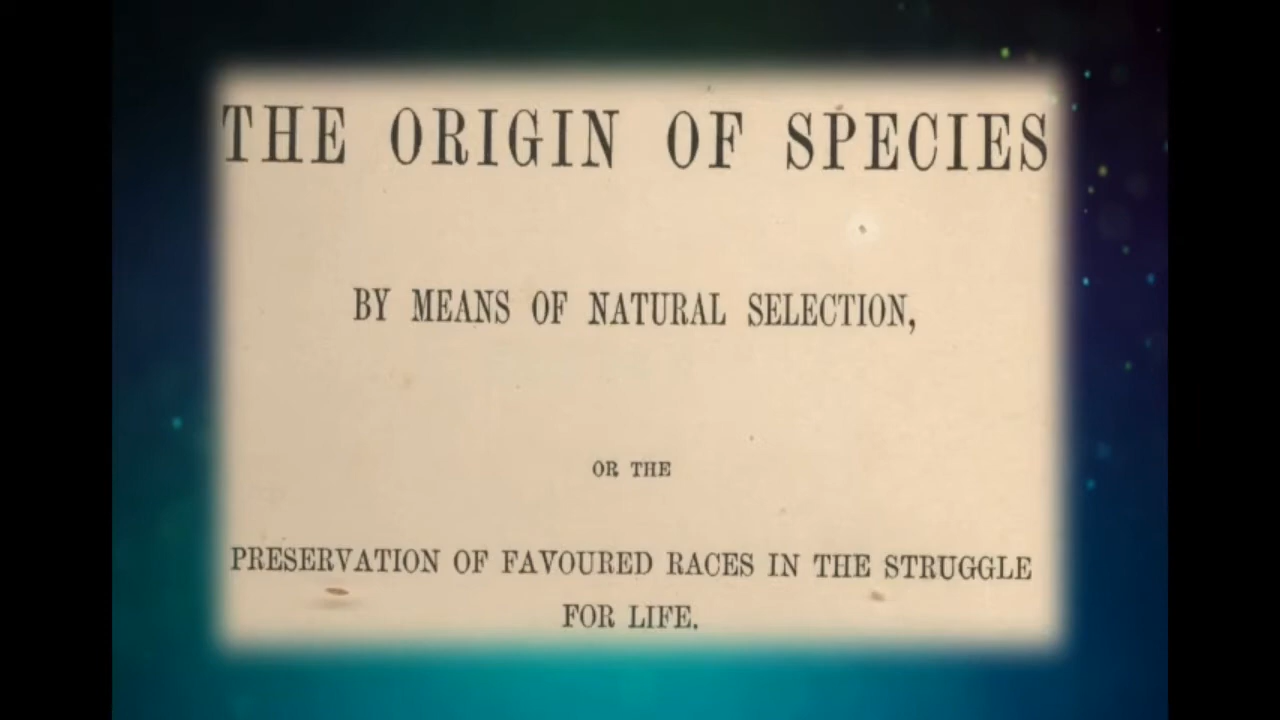 THE ORIGIN OF SPECIES
BY MEANS OF NATURAL SELECTION,
OR THE
PRESERVATION OF FAVOURED RACES IN THE STRUGGLE
FOR LIFE.